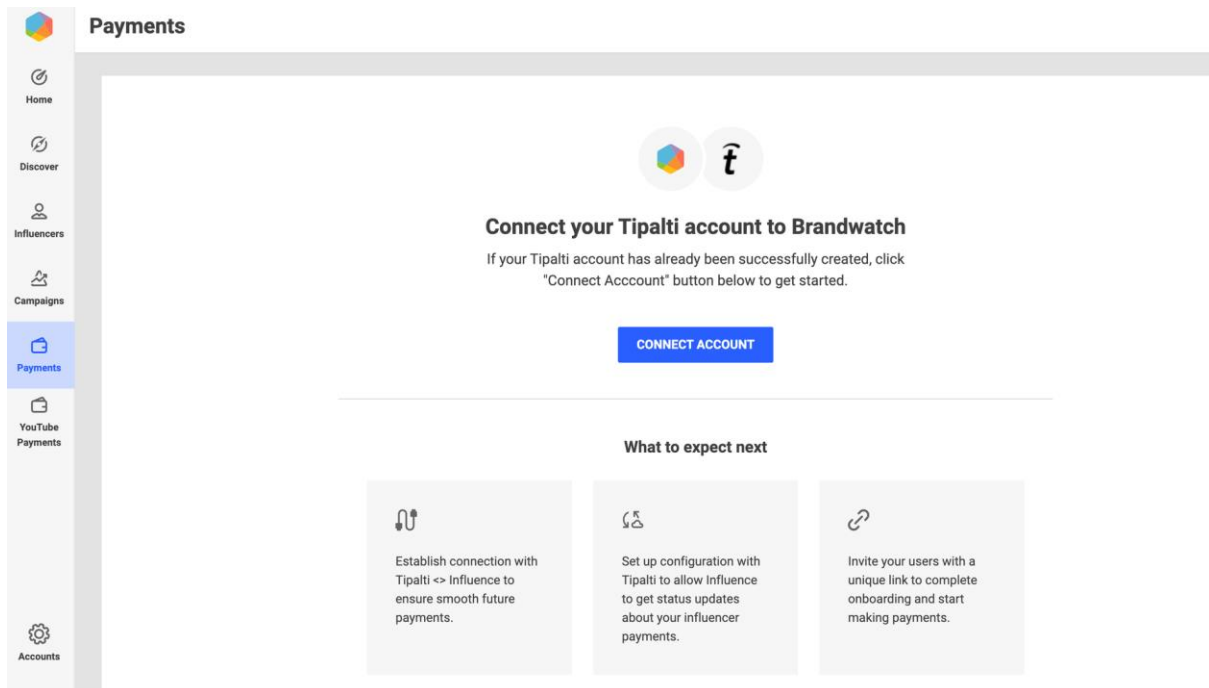 Payments
Home
Discover
Influencers
Campaigns
Payments
YouTube
Payments
Accounts
Connect your Tipalti account to Brandwatch
If your Tipalti account has already been successfully created, click
"Connect Acccount" button below to get started.
CONNECT ACCOUNT
What to expect next
Establish connection with
Tipalti <> Influence to
ensure smooth future
payments.
Set up configuration with
Tipalti to allow Influence
to get status updates
about your influencer
payments.
Invite your users with a
unique link to complete
onboarding and start
making payments.